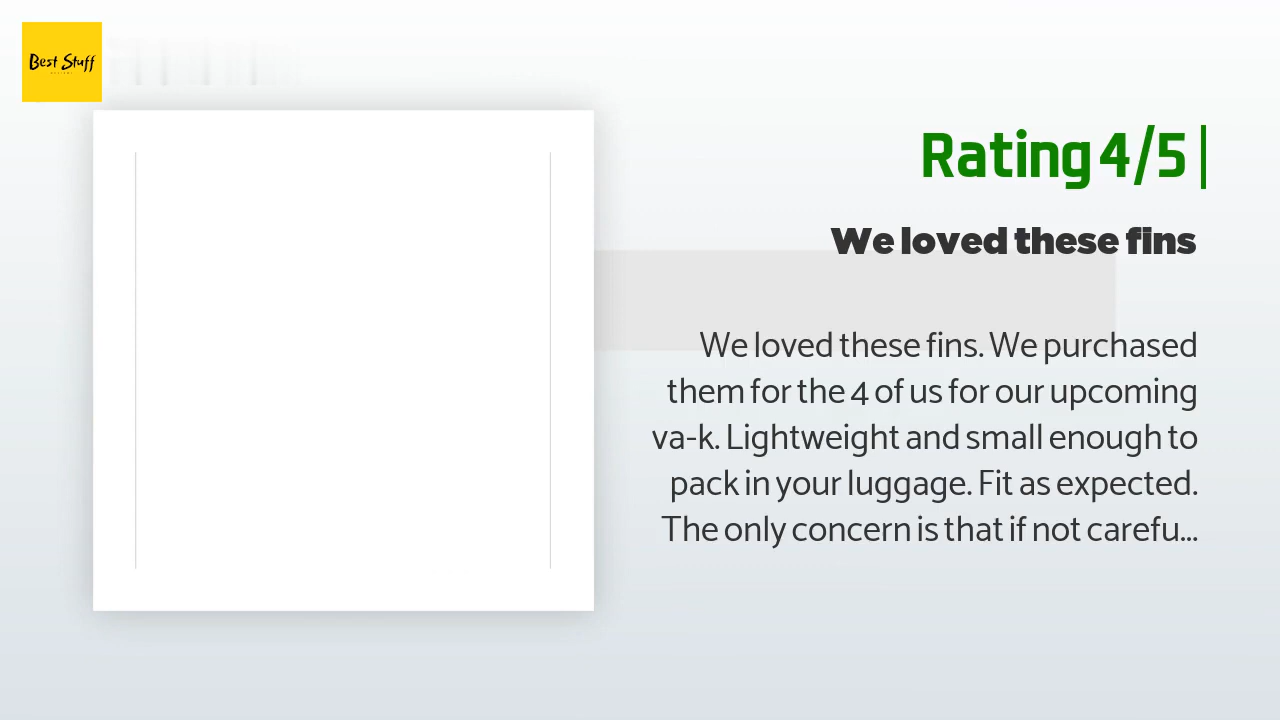 Best Stuff
Rating 4/5 |
We loved these fins
We loved these fins. We purchased
them for the 4 of us for our upcoming
va-k. Lightweight and small enough to
pack in your luggage. Fit as expected.
The only concern is that if not carefu...